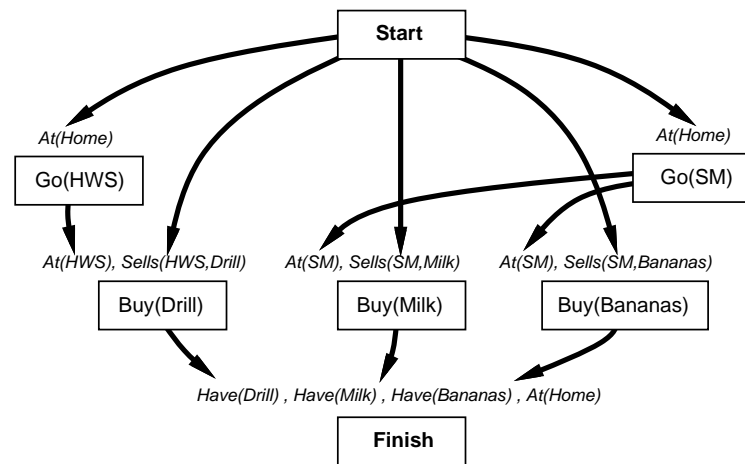 Start
At(Home) At(Home)
Go(HWS) Go(SM)
At(HWS), Sells(HWS,Drill) At(SM), Sells(SM,Milk) At(SM), Sells(SM,Bananas)
Buy(Drill) Buy(Milk) Buy(Bananas)
Have(Drill) , Have(Milk) , Have(Bananas) , At(Home)
Finish